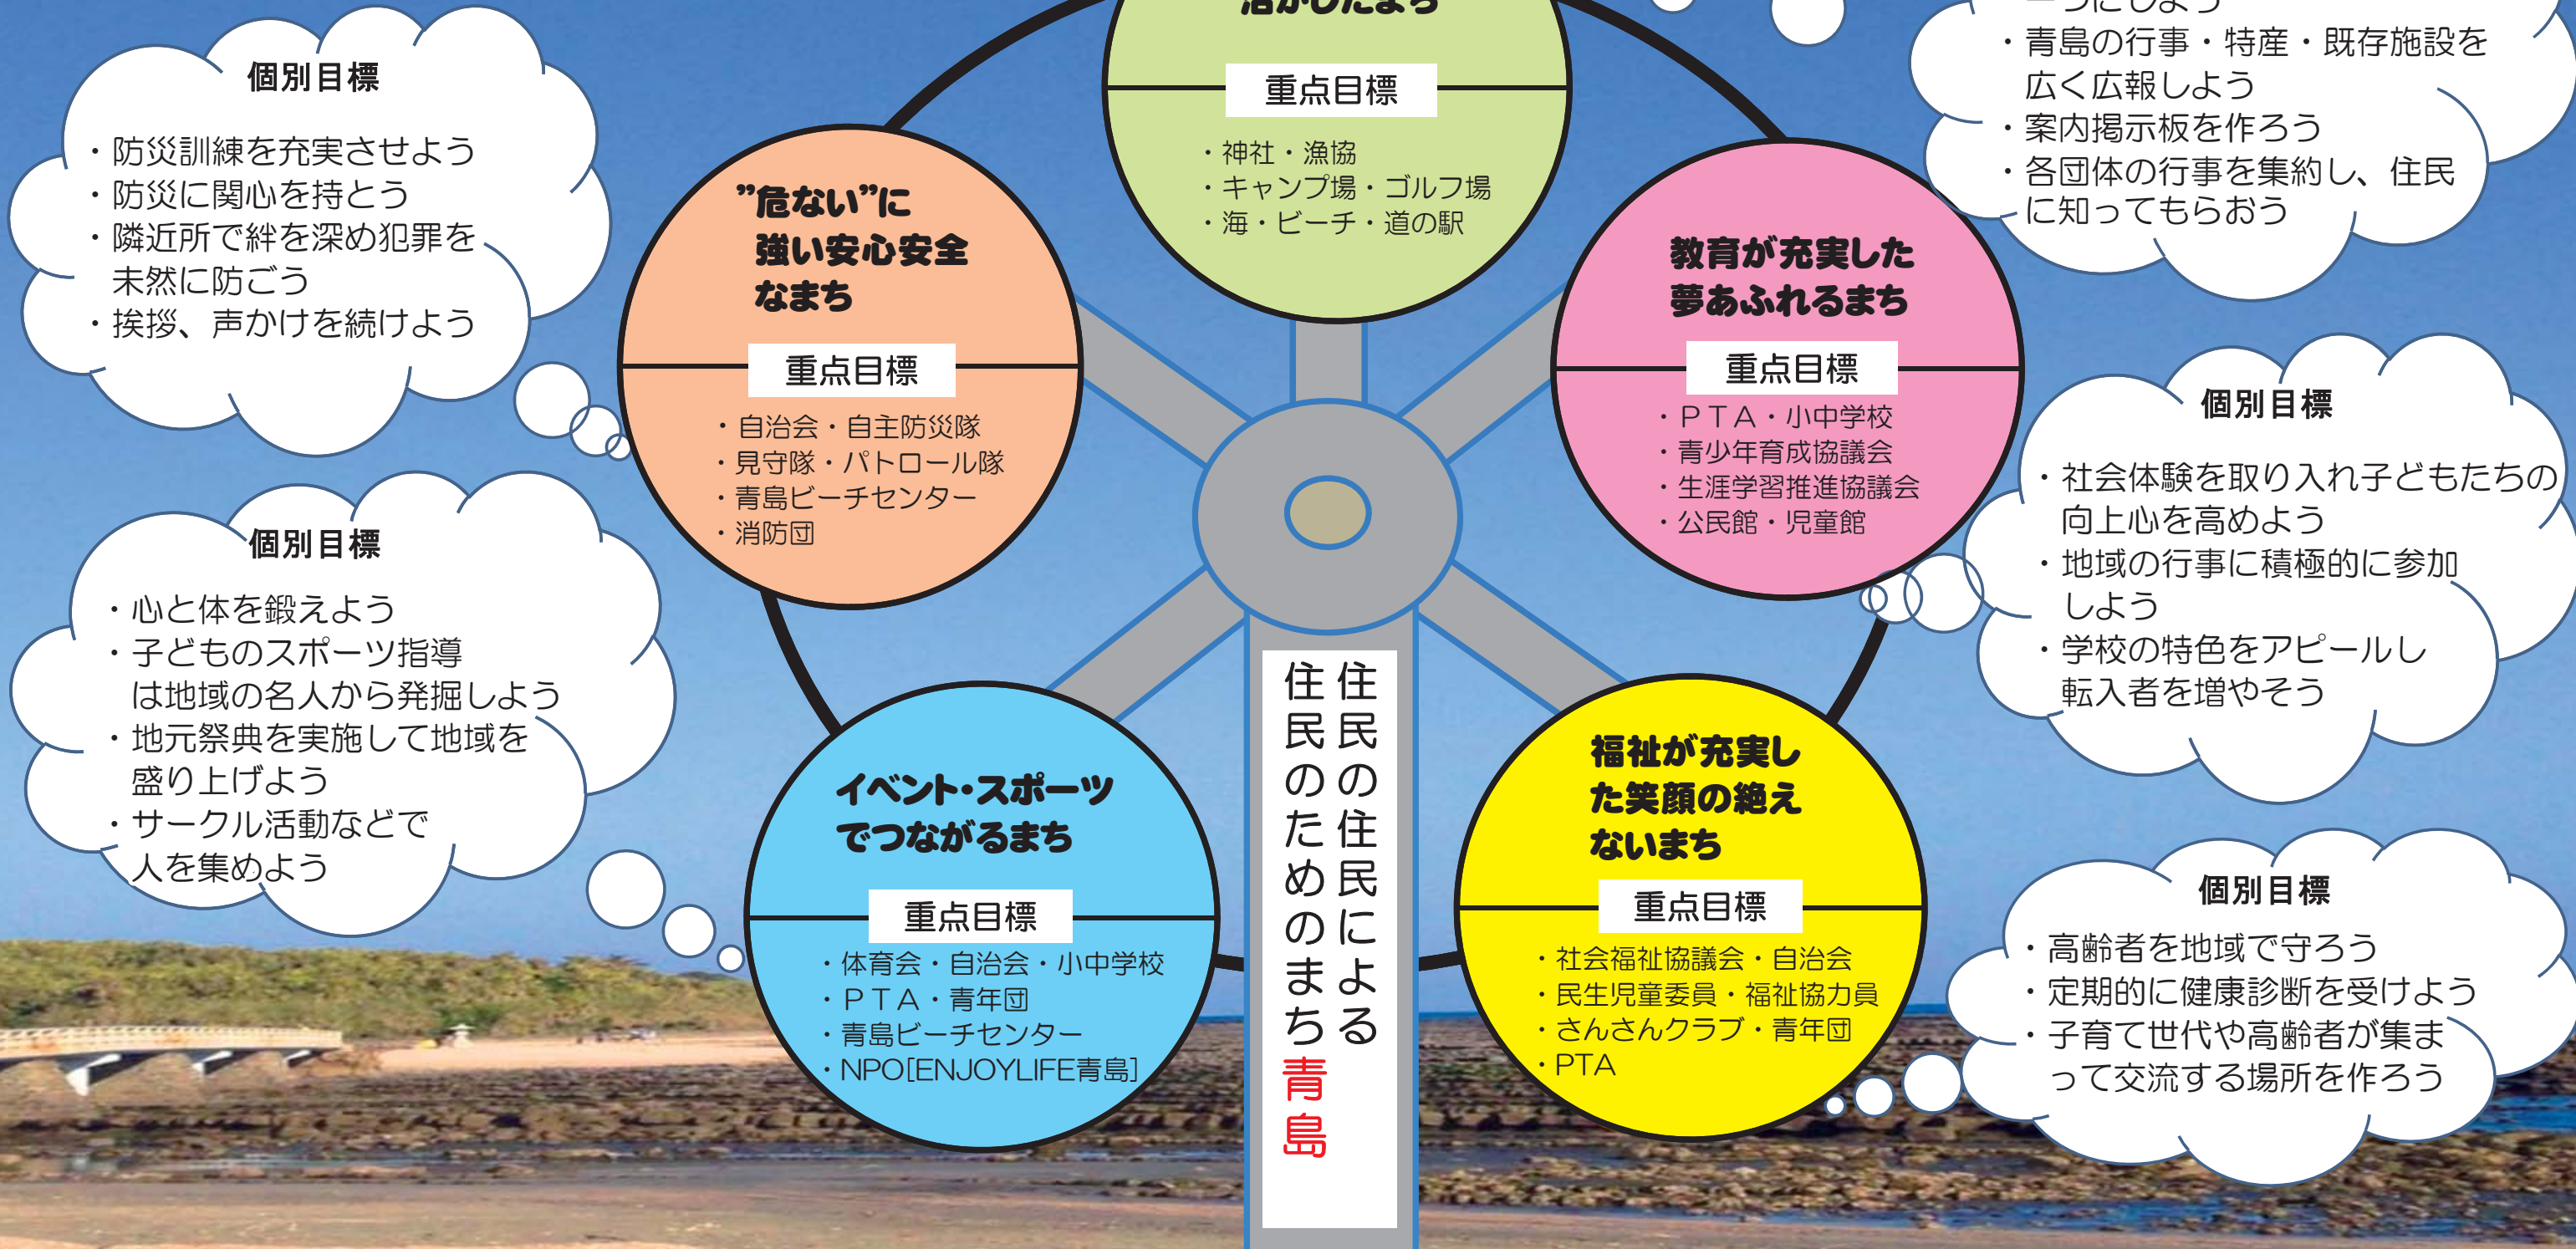 活かしたまち
重点目標
・神社・漁協
・キャンプ場・ゴルフ場
・海・ビーチ・道の駅
一つにしよう
・青島の行事・特産・既存施設を
広く広報しよう
・案内掲示板を作ろう
・各団体の行事を集約し、住民
に知ってもらおう
個別目標
・防災訓練を充実させよう
・防災に関心を持とう
・隣近所で絆を深め犯罪を
未然に防ごう
・挨拶、声かけを続けよう
”危ない”に
強い安心安全
なまち
重点目標
・自治会・自主防災隊
・見守隊・パトロール隊
・青島ビーチセンター
・消防団
教育が充実した
夢あふれるまち
重点目標
・ＰＴＡ・小中学校
・青少年育成協議会
・生涯学習推進協議会
・公民館・児童館
個別目標
・社会体験を取り入れ子どもたちの
向上心を高めよう
・地域の行事に積極的に参加
しよう
・学校の特色をアピールし
転入者を増やそう
個別目標
・心と体を鍛えよう
・子どものスポーツ指導
は地域の名人から発掘しよう
・地元祭典を実施して地域を
盛り上げよう
・サークル活動などで
人を集めよう
イベント・スポーツ
でつながるまち
重点目標
・体育会・自治会・小中学校
・ＰＴＡ・青年団
・青島ビーチセンター
・NPO[ENJOYLIFE青島]
住民の住民による
住民のためのまち青島
福祉が充実し
た笑顔の絶え
ないまち
重点目標
・社会福祉協議会・自治会
・民生児童委員・福祉協力員
・さんさんクラブ・青年団
・PTA
個別目標
・高齢者を地域で守ろう
・定期的に健康診断を受けよう
・子育て世代や高齢者が集ま
って交流する場所を作ろう